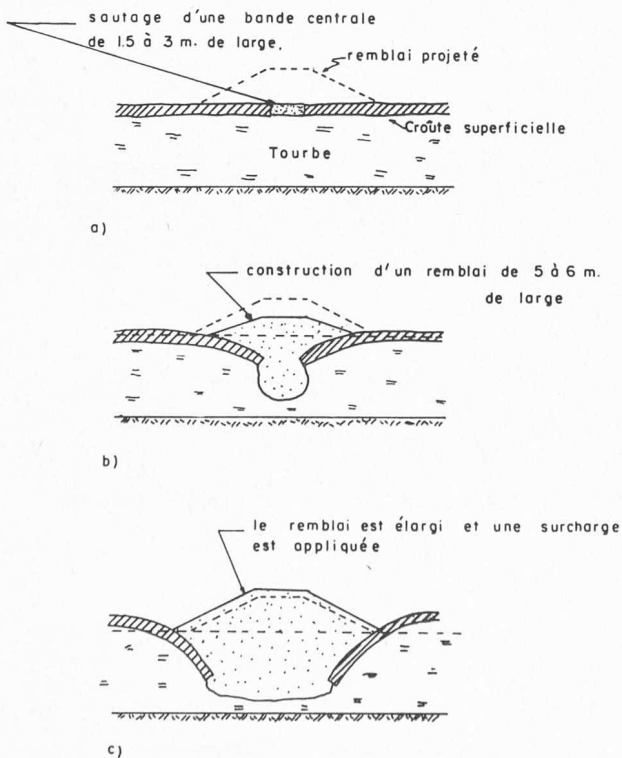 sautage d'une bande centrale
de 1.5 à 3 m. de large,
remblai projeté
Croûte superficielle
Tourbe
a)
construction d'un remblai de 5 à 6 m.
de large
b)
le remblai est élargi et une surcharge
est appliquée
c)